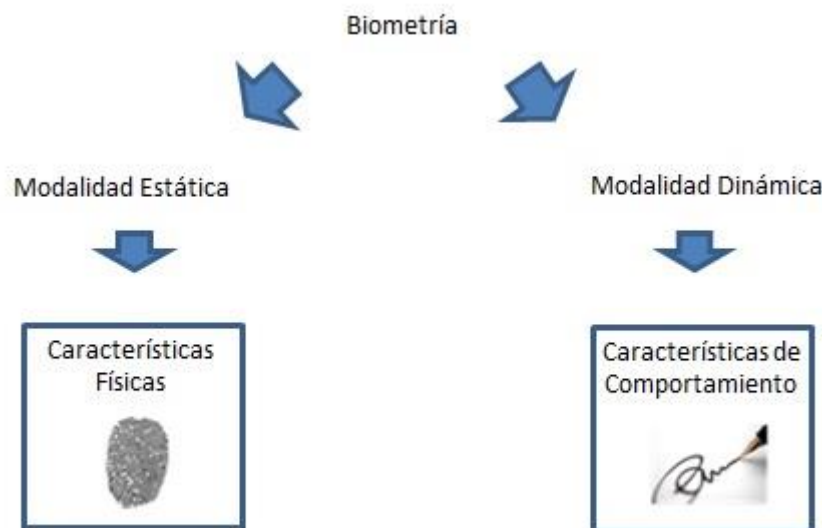 Biometría
Modalidad Estática
Modalidad Dinámica
Características
Físicas
Características de
Comportamiento